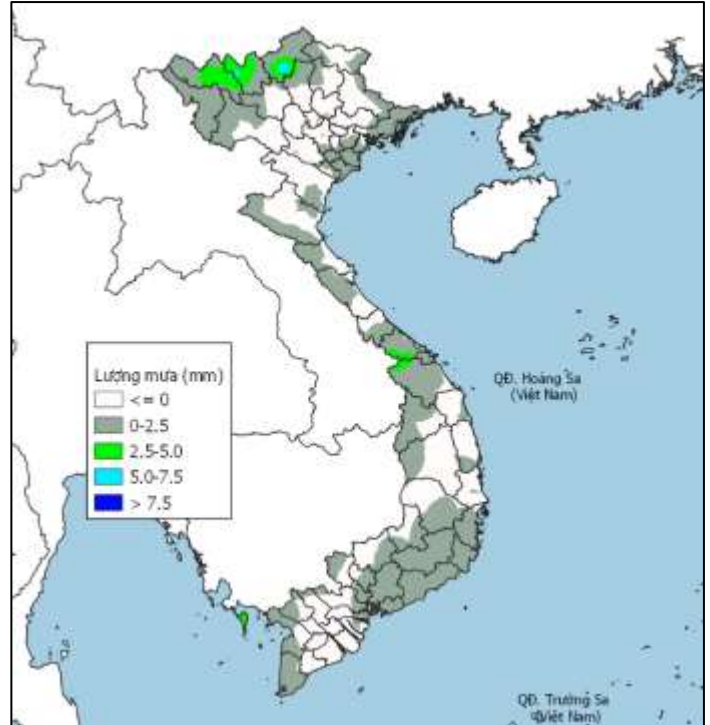 Lượng mưa (mm)
<= 0
0-2.5
2.5-5.0
5.0-7.5
> 7.5
QĐ. Hoàng Sa
(Việt Nam)
QĐ. Trường Sa
(Việt Nam)